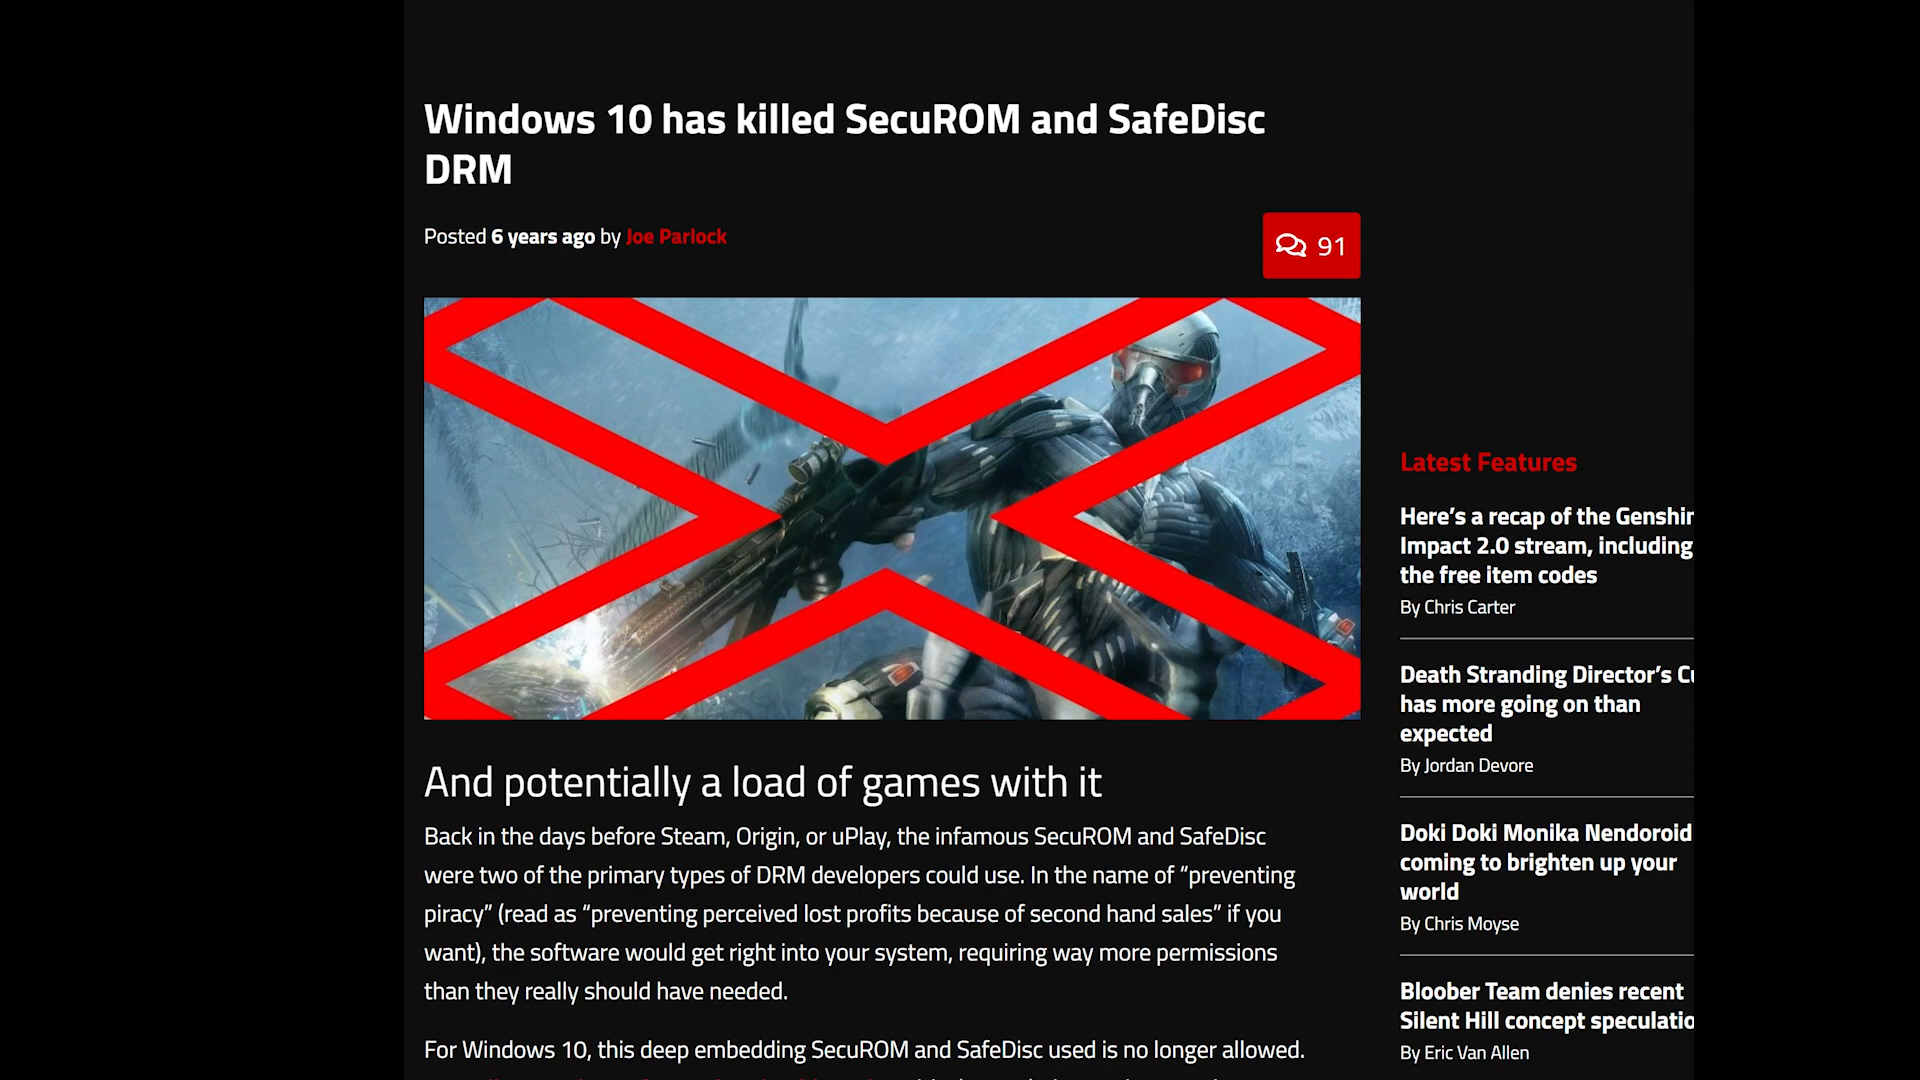 Windows 10 has killed SecuROM and SafeDisc
DRM
Posted 6 years ago by Joe Parlock
91
And potentially a load of games with it
Back in the days before Steam, Origin, or uPlay, the infamous SecuROM and SafeDisc
were two of the primary types of DRM developers could use. In the name of “preventing
piracy” (read as “preventing perceived lost profits because of second hand sales” if you
want), the software would get right into your system, requiring way more permissions
than they really should have needed.
For Windows 10, this deep embedding SecuROM and SafeDisc used is no longer allowed.
Latest Features
Here’s a recap of the Genshin
Impact 2.0 stream, including
the free item codes
By Chris Carter
Death Stranding Director’s
has more going on than
expected
By Jordan Devore
Doki Doki Monika Nendoroid
coming to brighten up your
world
By Chris Moyse
Bloober Team denies recent
Silent Hill concept
By Eric Van Allen